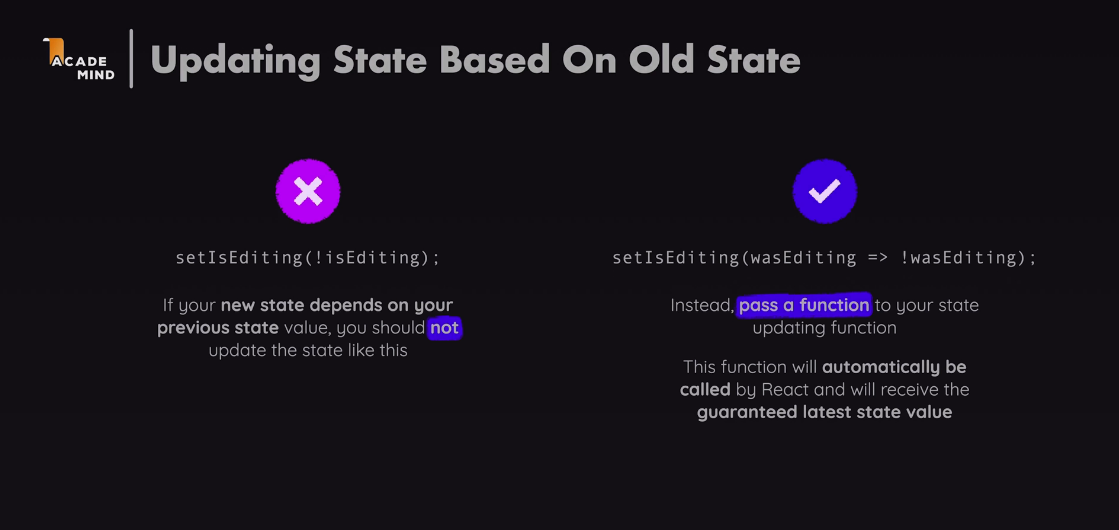 ACADE
MIND
Updating State Based On Old State
setIsEditing(!isEditing);
If your new state depends on your
previous state value, you should not
update the state like this
setIsEditing(wasEditing => !wasEditing);
Instead, pass a function to your state
updating function
This function will automatically be
called by React and will receive the
guaranteed latest state value